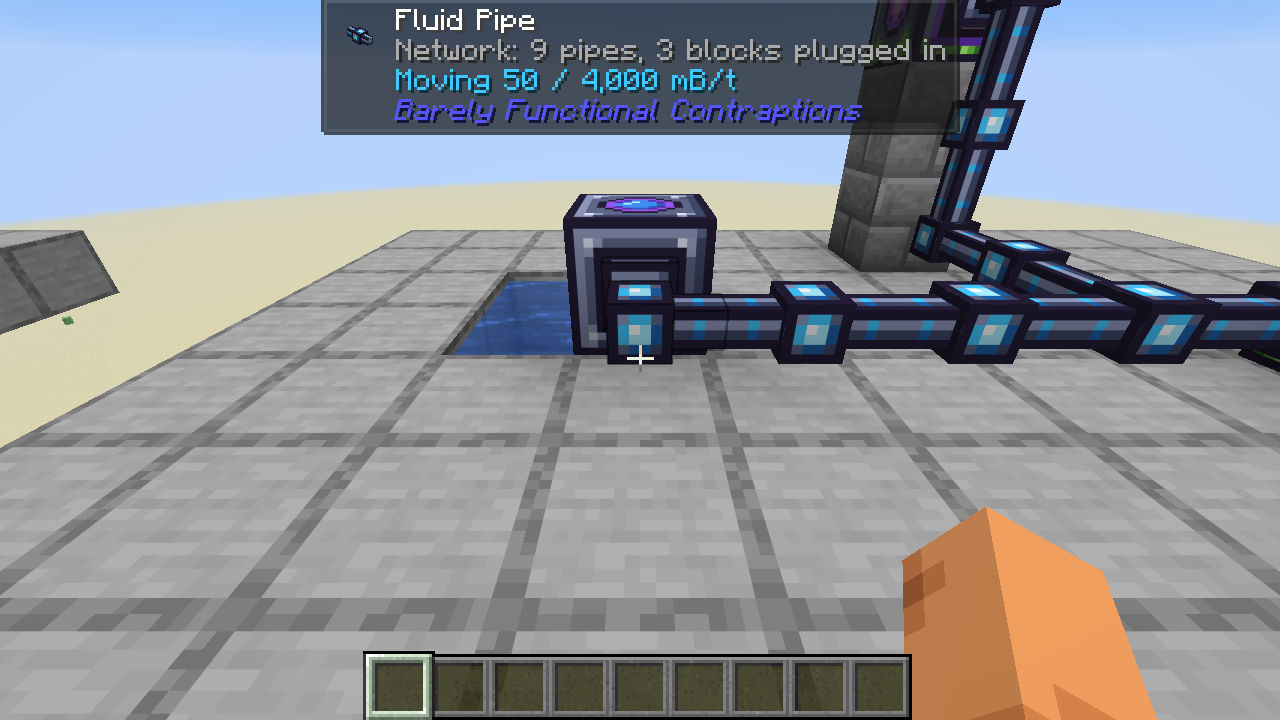 Fluid Pipe
Network: 9 pipes, 3 blocks plugged in
Moving 50 / 4,000 mB/t
Barely Functional Contraptions